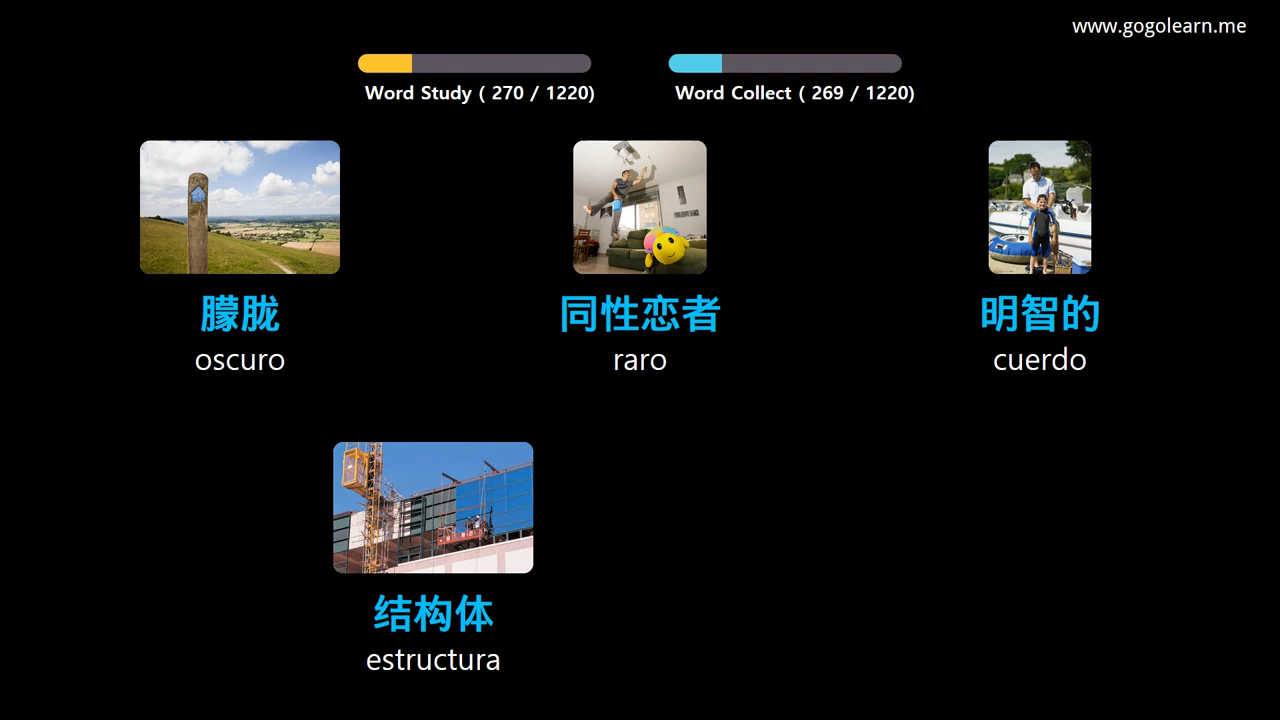 www.gogolearn.me
Word Study ( 270 / 1220)
Word Collect ( 269 / 1220)
朦胧
oscuro
同性恋者
raro
明智的
cuerdo
结构体
estructura